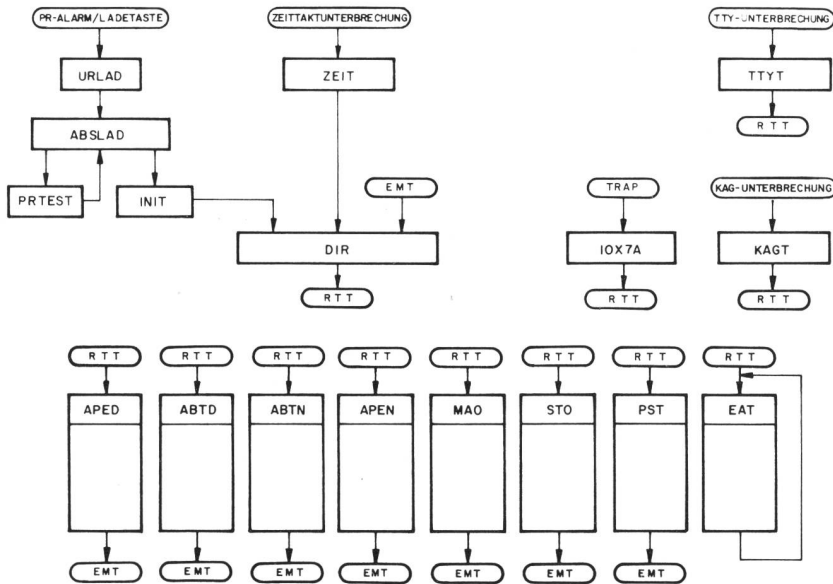 PR-ALARM/LADETASTE
ZEITTAKTUNTERBRECHUNG
TTY-UNTERBRECHUNG
URLAD
ZEIT
TTYT
ABSLAD
RTT
PRTEST
INIT
EMT
TRAP
KAG-UNTERBRECHUNG
DIR
IOX7A
KAGT
RTT
RTT
RTT
RTT
RTT
RTT
RTT
RTT
RTT
RTT
RTT
APED
ABTD
ABTN
APEN
MAO
STO
PST
EAT
EMT
EMT
EMT
EMT
EMT
EMT
EMT